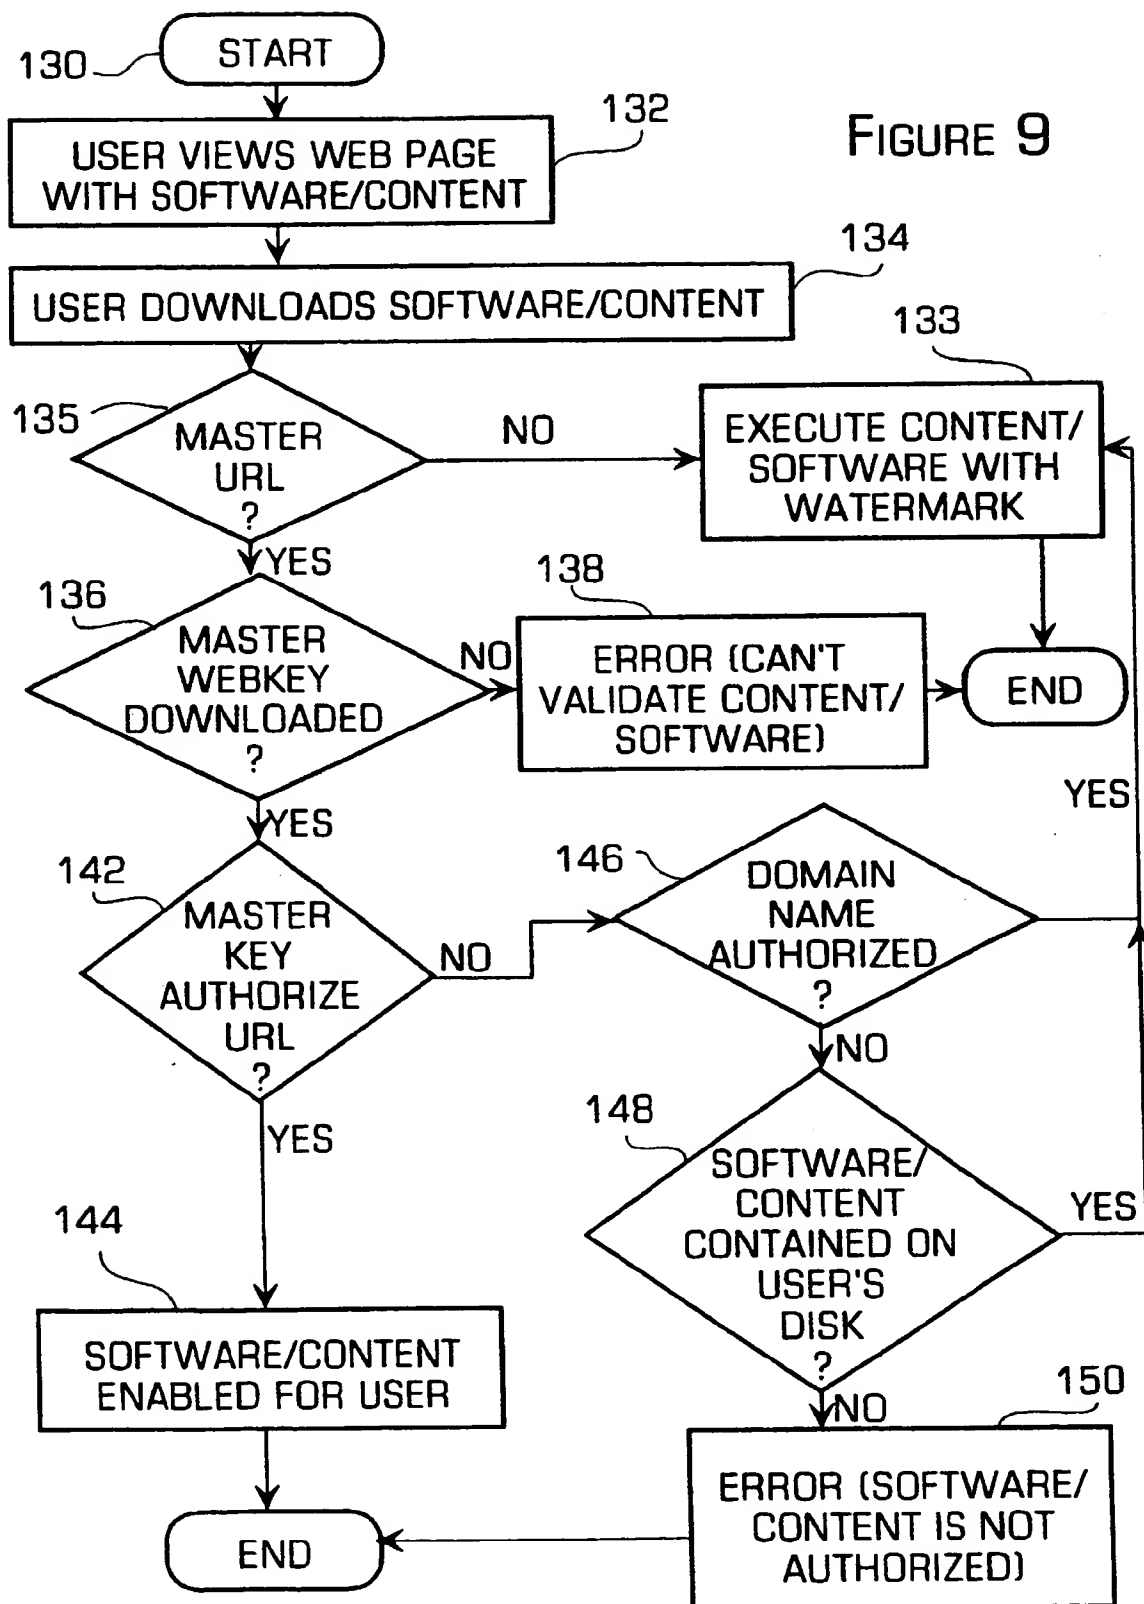 130
START
FIGURE 9
132
USER VIEWS WEB PAGE
WITH SOFTWARE/CONTENT
134
USER DOWNLOADS SOFTWARE/CONTENT
133
135
MASTER
URL
?
NO
EXECUTE CONTENT/
SOFTWARE WITH
WATERMARK
YES
136
MASTER
WEBKEY
DOWNLOADED
?
NO
138
ERROR (CAN'T
VALIDATE CONTENT/
SOFTWARE)
END
YES
YES
142
MASTER
KEY
AUTHORIZE
URL
?
NO
146
DOMAIN
NAME
AUTHORIZED
?
NO
YES
148
SOFTWARE/
CONTENT
CONTAINED ON
USER'S
DISK
?
YES
144
SOFTWARE/CONTENT
ENABLED FOR USER
NO
150
ERROR (SOFTWARE/
CONTENT IS NOT
AUTHORIZED)
END